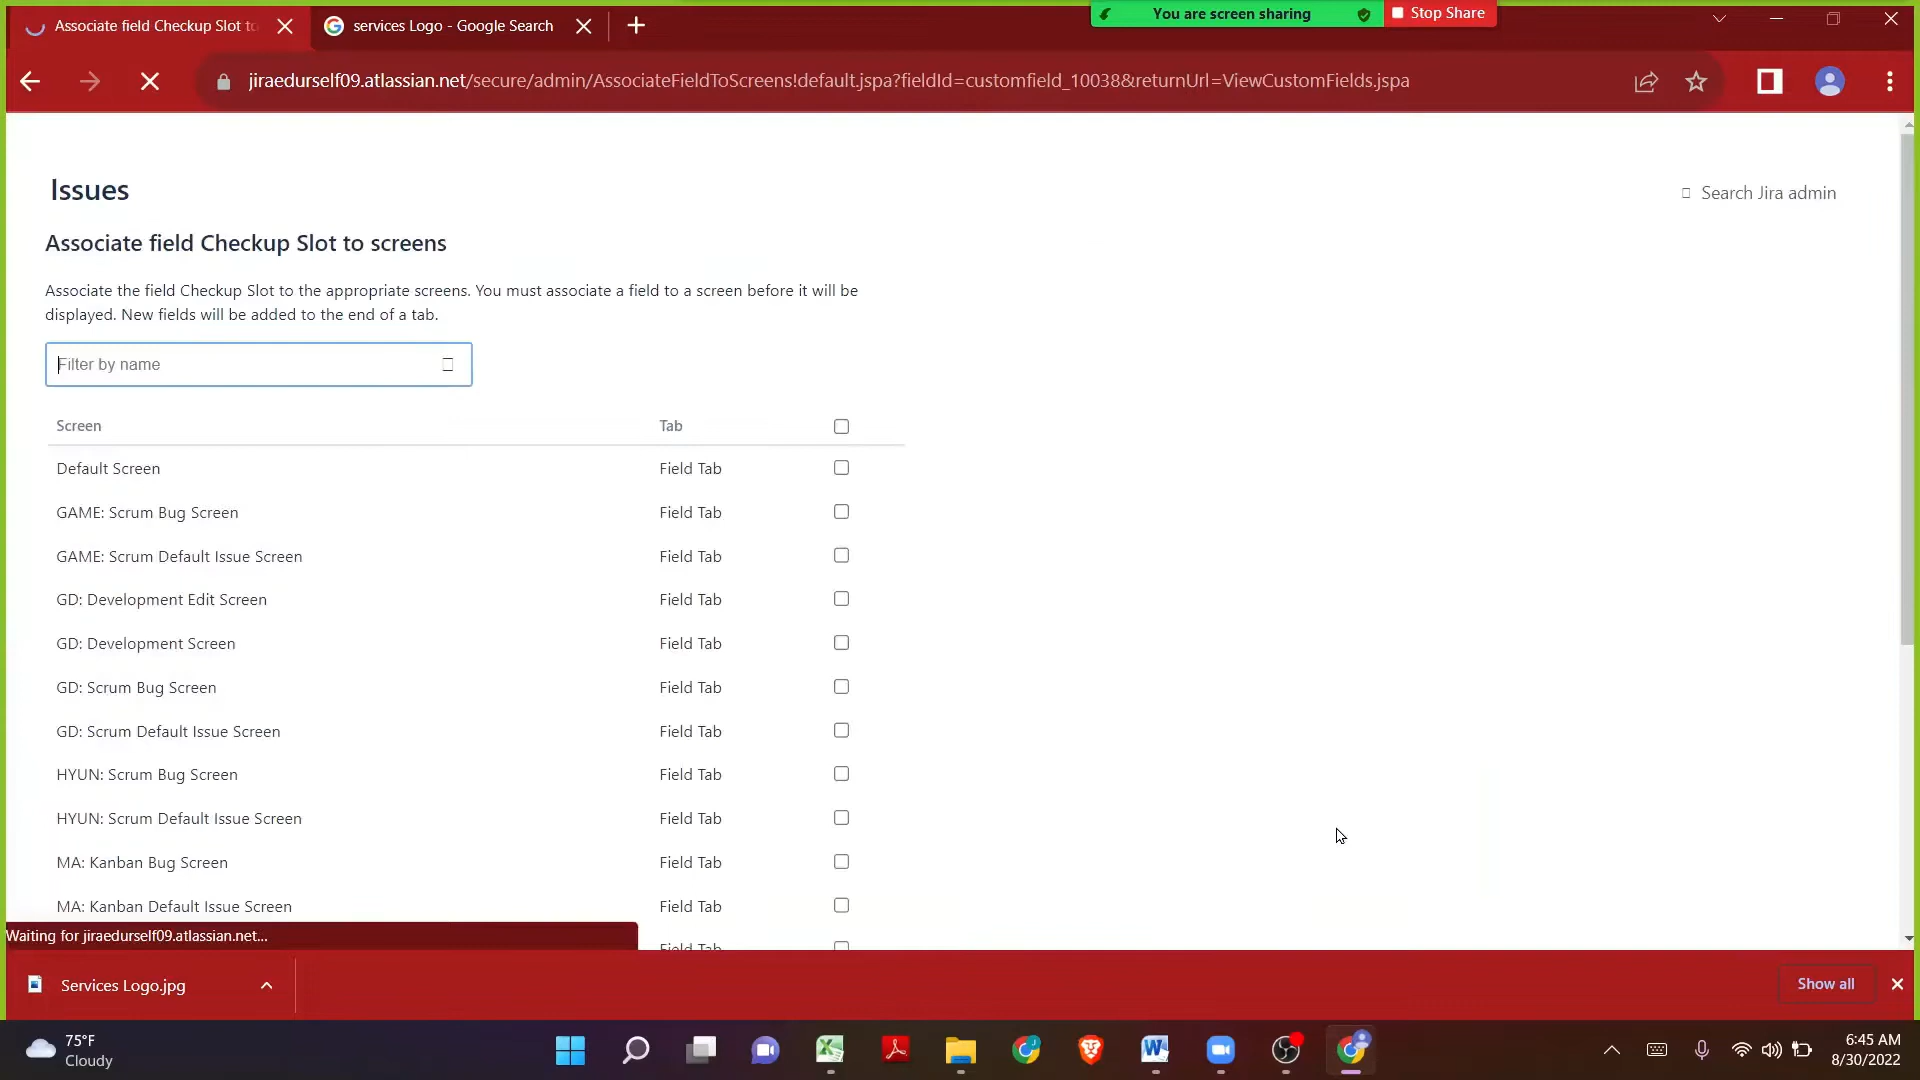 Associate field Checkup Slot to
services Logo - Google Search
You are screen sharing
Stop Share
jiraedurself09.atlassian.net/secure/admin/AssociateFieldToScreens!default.jspa?fieldId=customfield_10038&returnUrl=ViewCustomFields.jspa
Issues
Search Jira admin
Associate field Checkup Slot to screens
Associate the field Checkup Slot to the appropriate screens. You must associate a field to a screen before it will be
displayed. New fields will be added to the end of a tab.
Filter by name
Screen Tab
Default Screen Field Tab
GAME: Scrum Bug Screen Field Tab
GAME: Scrum Default Issue Screen Field Tab
GD: Development Edit Screen Field Tab
GD: Development Screen Field Tab
GD: Scrum Bug Screen Field Tab
GD: Scrum Default Issue Screen Field Tab
HYUN: Scrum Bug Screen Field Tab
HYUN: Scrum Default Issue Screen Field Tab
MA: Kanban Bug Screen Field Tab
MA: Kanban Default Issue Screen Field Tab
Waiting for jiraedurself09.atlassian.net...
Field Tab
Services Logo.jpg
Show all
75°F
Cloudy
6:45 AM
8/30/2022